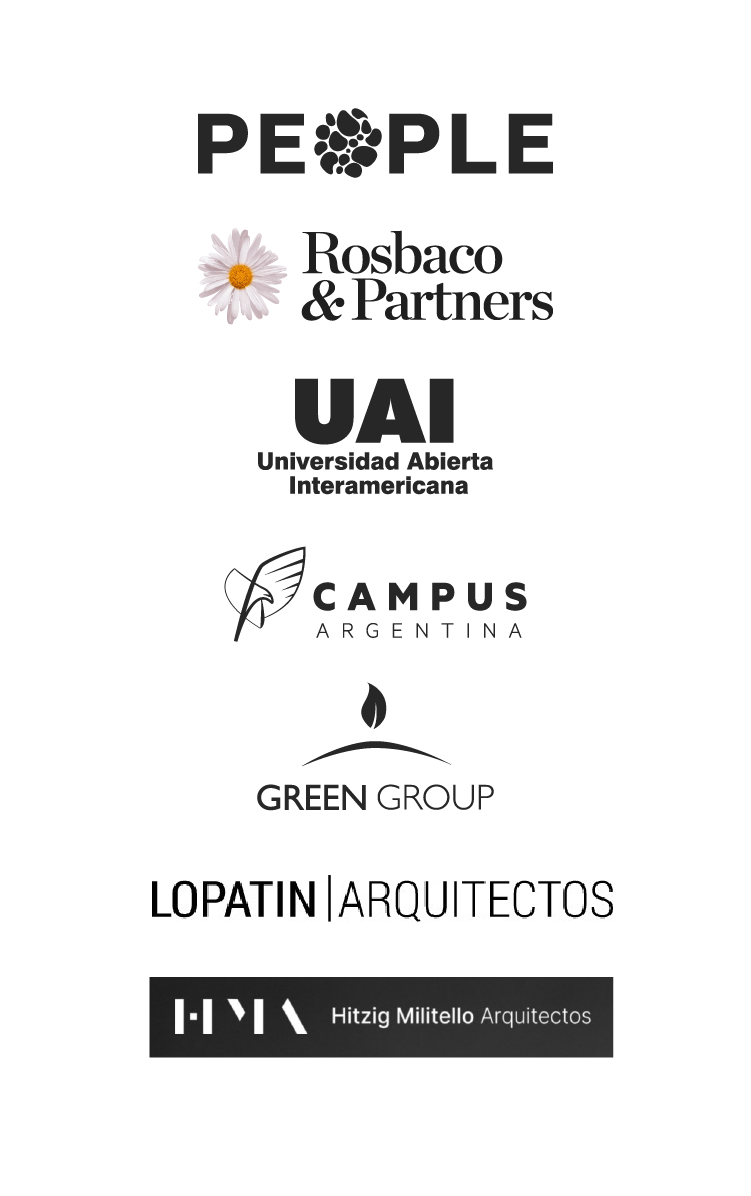 PEOPLE
Rosbaco
& Partners
UAI
Universidad Abierta
Interamericana
CAMPUS
ARGENTINA
GREEN GROUP
LOPATIN|ARQUITECTOS
HMA Hitzig Militello Arquitectos